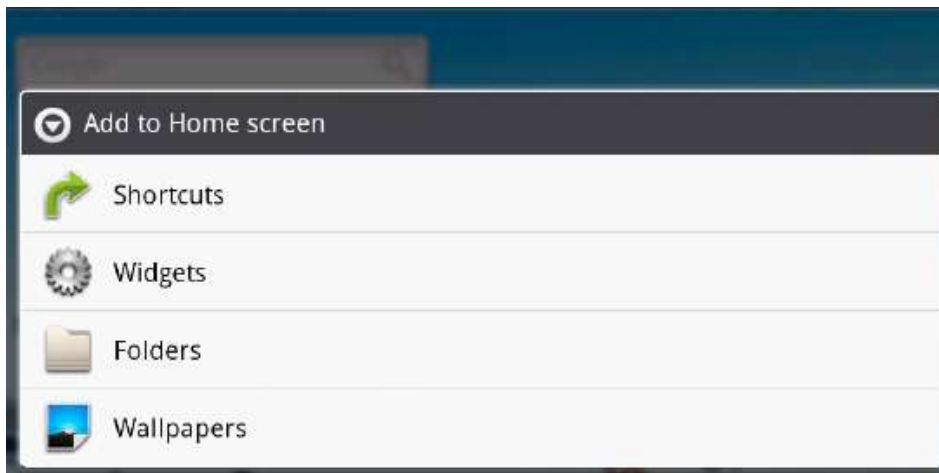 Add to Home screen
Shortcuts
Widgets
Folders
Wallpapers